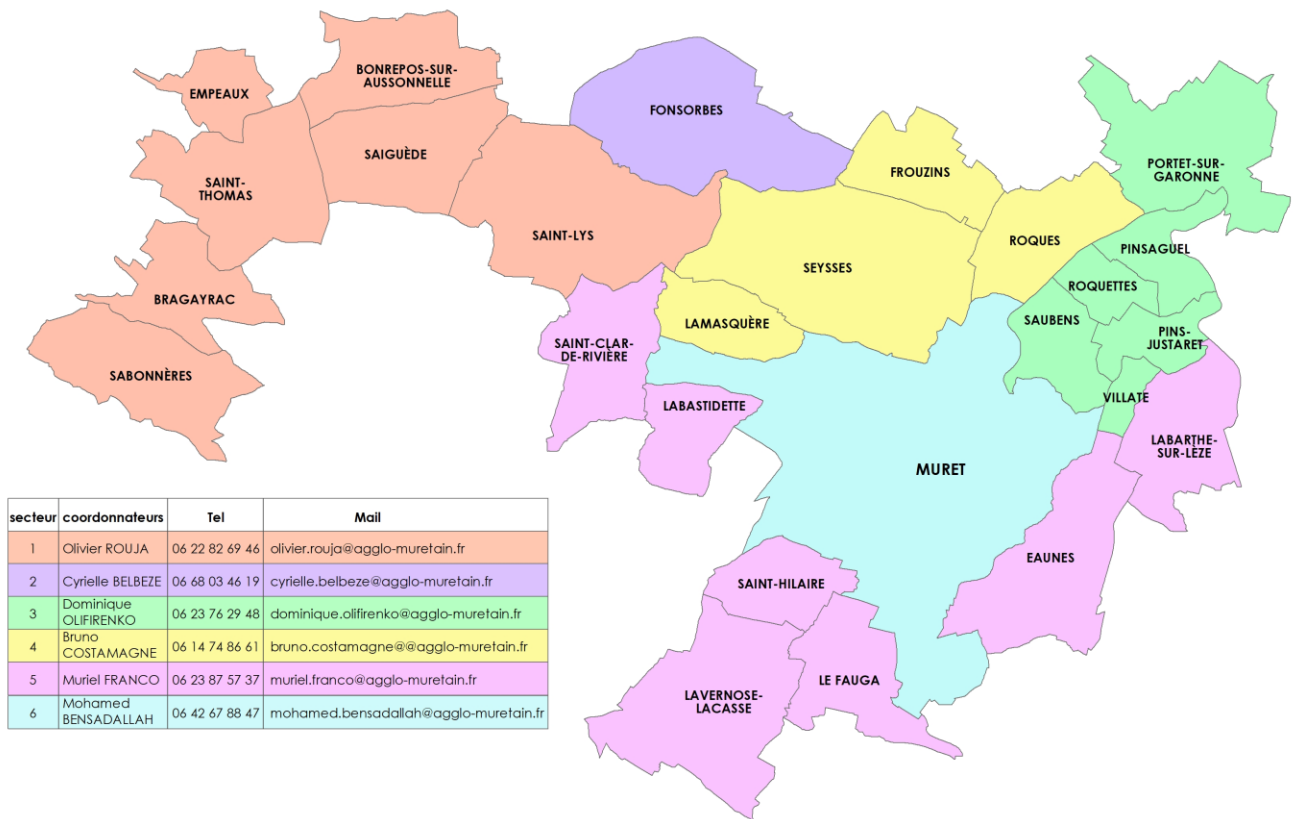 BONREPOS-SUR-
AUSSONNELLE
EMPEAUX
FONSORBES
SAIGUÈDE
FROUZINS
PORTET-SUR-
GARONNE
SAINT-
THOMAS
SAINT-LYS
ROQUES
PINSAGUEL
SEYSSES
ROQUETTES
BRAGAYRAC
LAMASQUÈRE
SAUBENS
PINS-
JUSTARET
SAINT-CLAR-
DE-RIVIÈRE
SABONNÈRES
VILLATE
LABASTIDETTE
LABARTHE-
SUR-LÈZE
MURET
EAUNES
SAINT-HILAIRE
LE FAUGA
LAVERNOSE-
LACASSE
secteur coordonnateurs Tel Mail
1 Olivier ROUJA 06 22 82 69 46 olivier.rouja@agglo-muretain.fr
2 Cyrielle BELBEZE 06 68 03 46 19 cyrielle.belbeze@agglo-muretain.fr
3 Dominique OLIFIRENKO 06 23 76 29 48 dominique.olifirenko@agglo-muretain.fr
4 Bruno COSTAMAGNE 06 14 74 86 61 bruno.costamagne@@agglo-muretain.fr
5 Muriel FRANCO 06 23 87 57 37 muriel.franco@agglo-muretain.fr
6 Mohamed BENSADALLAH 06 42 67 88 47 mohamed.bensadallah@agglo-muretain.fr